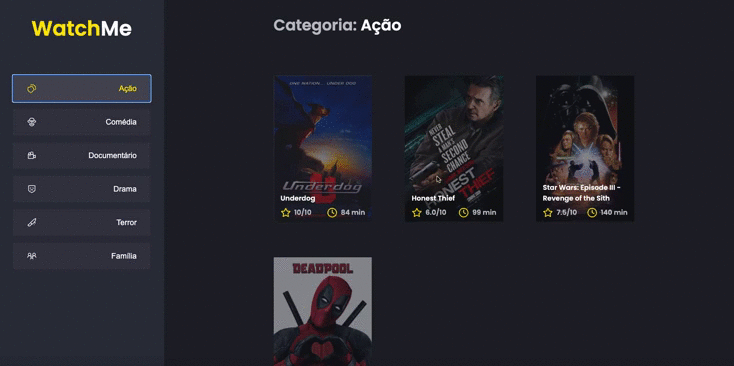 WatchMe
Categoria: Ação
Ação
Comédia
Documentário
Drama
Terror
Família
ONE NATION... UNDER DOG
Underdog
Underdog
10/10
84 min
NEVER
STEAL
A MAN'S
SECOND
CHANCE
HONEST
THIEF
Honest Thief
6.0/10
99 min
Star Wars: Episode III -
Revenge of the Sith
7.5/10
140 min
DEADPOOL